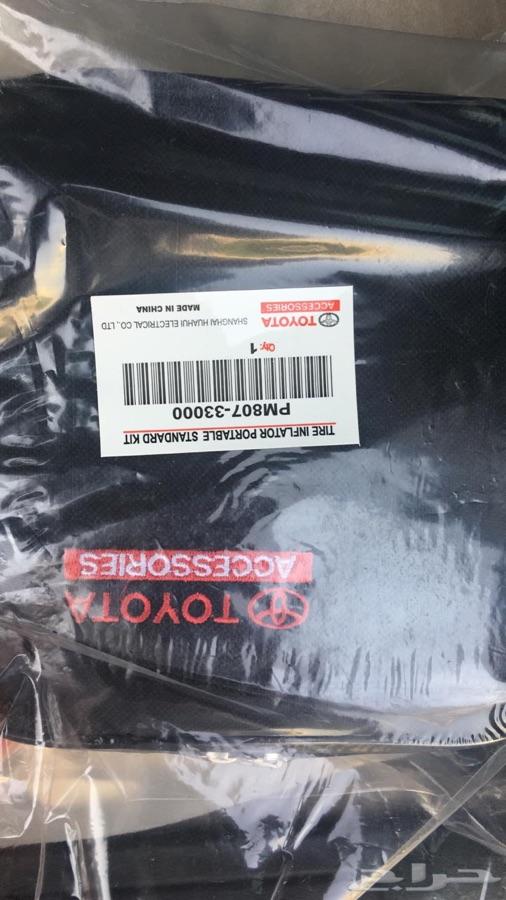 TIRE INFLATOR PORTABLE STANDARD KIT
PM807-33000
Qty: 1
TOYOTA
ACCESSORIES
SHANGHAI HUAHUI ELECTRICAL CO., LTD
MADE IN CHINA
TOYOTA
ACCESSORIES
حراج